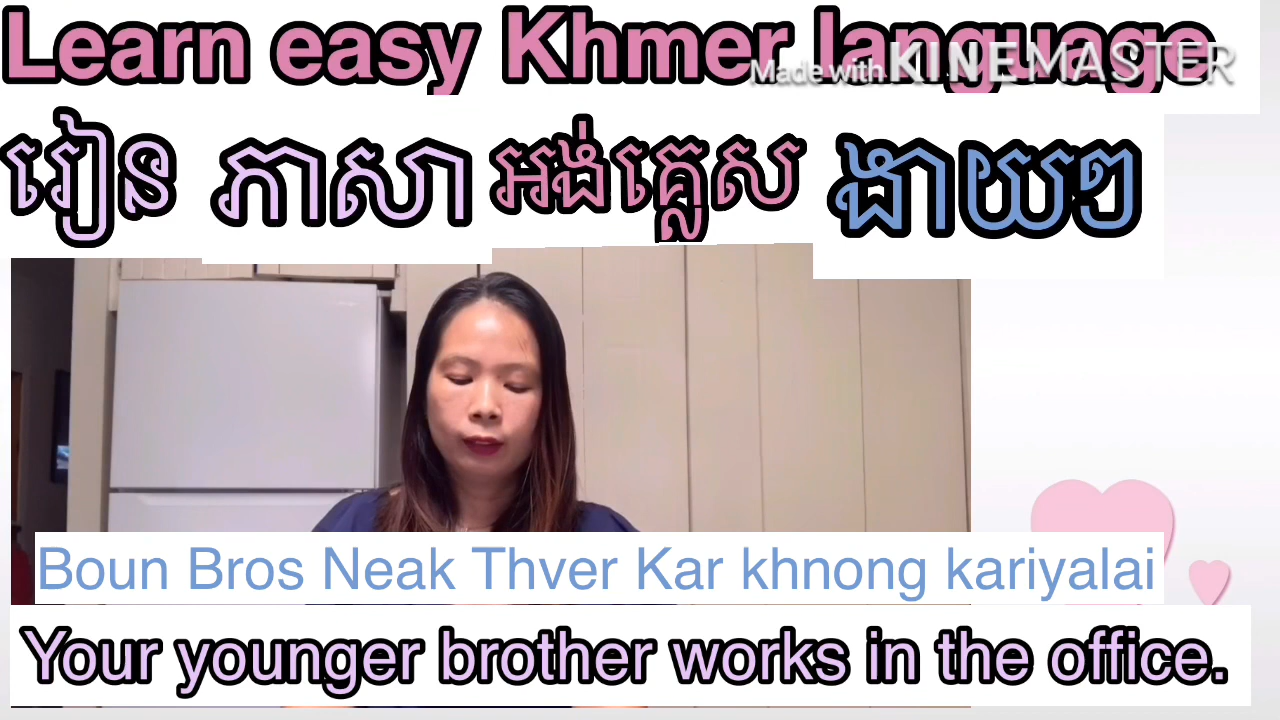 Learn easy Khmer language
Made with KINEMASTER
រៀន ភាសា អង់គ្លេស ងាយៗ
Boun Bros Neak Thver Kar khnong kariyalai
Your younger brother works in the office.